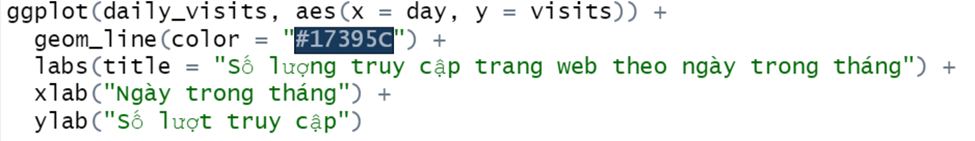 ggplot(daily_visits, aes(x = day, y = visits)) +
geom_line(color = "#17395C") +
labs(title = "Số lượng truy cập trang web theo ngày trong tháng") +
xlab("Ngày trong tháng") +
ylab("Số lượt truy cập")